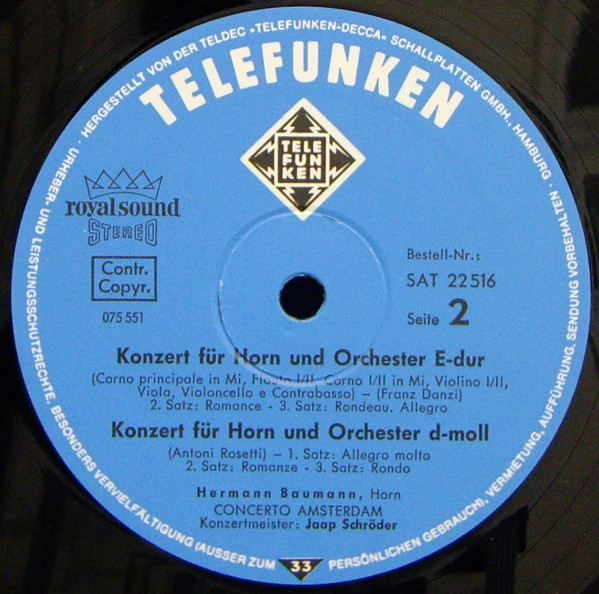 URHEBER- UND LEISTUNGSSCHUTZRECHTE, BESONDERS VERVIELFÄLTIGUNG (AUSSER ZUM PERSÖNLICHEN GEBRAUCH), VERMIETUNG, AUFFÜHRUNG, SENDUNG VORBEHALTEN
· HERGESTELLT VON DER TELDEC »TELEFUNKEN-DECCA« SCHALLPLATTEN GMBH., HAMBURG ·
TELEFUNKEN
TELE
FUN
KEN
royal sound
STEREO
Contr.
Copyr.
075 551
Bestell-Nr.:
SAT 22 516
Seite 2
Konzert für Horn und Orchester E-dur
(Corno principale in Mi, Flauto I/II, Corno I/II in Mi, Violino I/II,
Viola, Violoncello e Contrabasso) – (Franz Danzi)
2. Satz: Romance - 3. Satz: Rondeau. Allegro
Konzert für Horn und Orchester d-moll
(Antoni Rosetti) – 1. Satz: Allegro molto
2. Satz: Romanze - 3. Satz: Rondo
Hermann Baumann, Horn
CONCERTO AMSTERDAM
Konzertmeister: Jaap Schröder
33